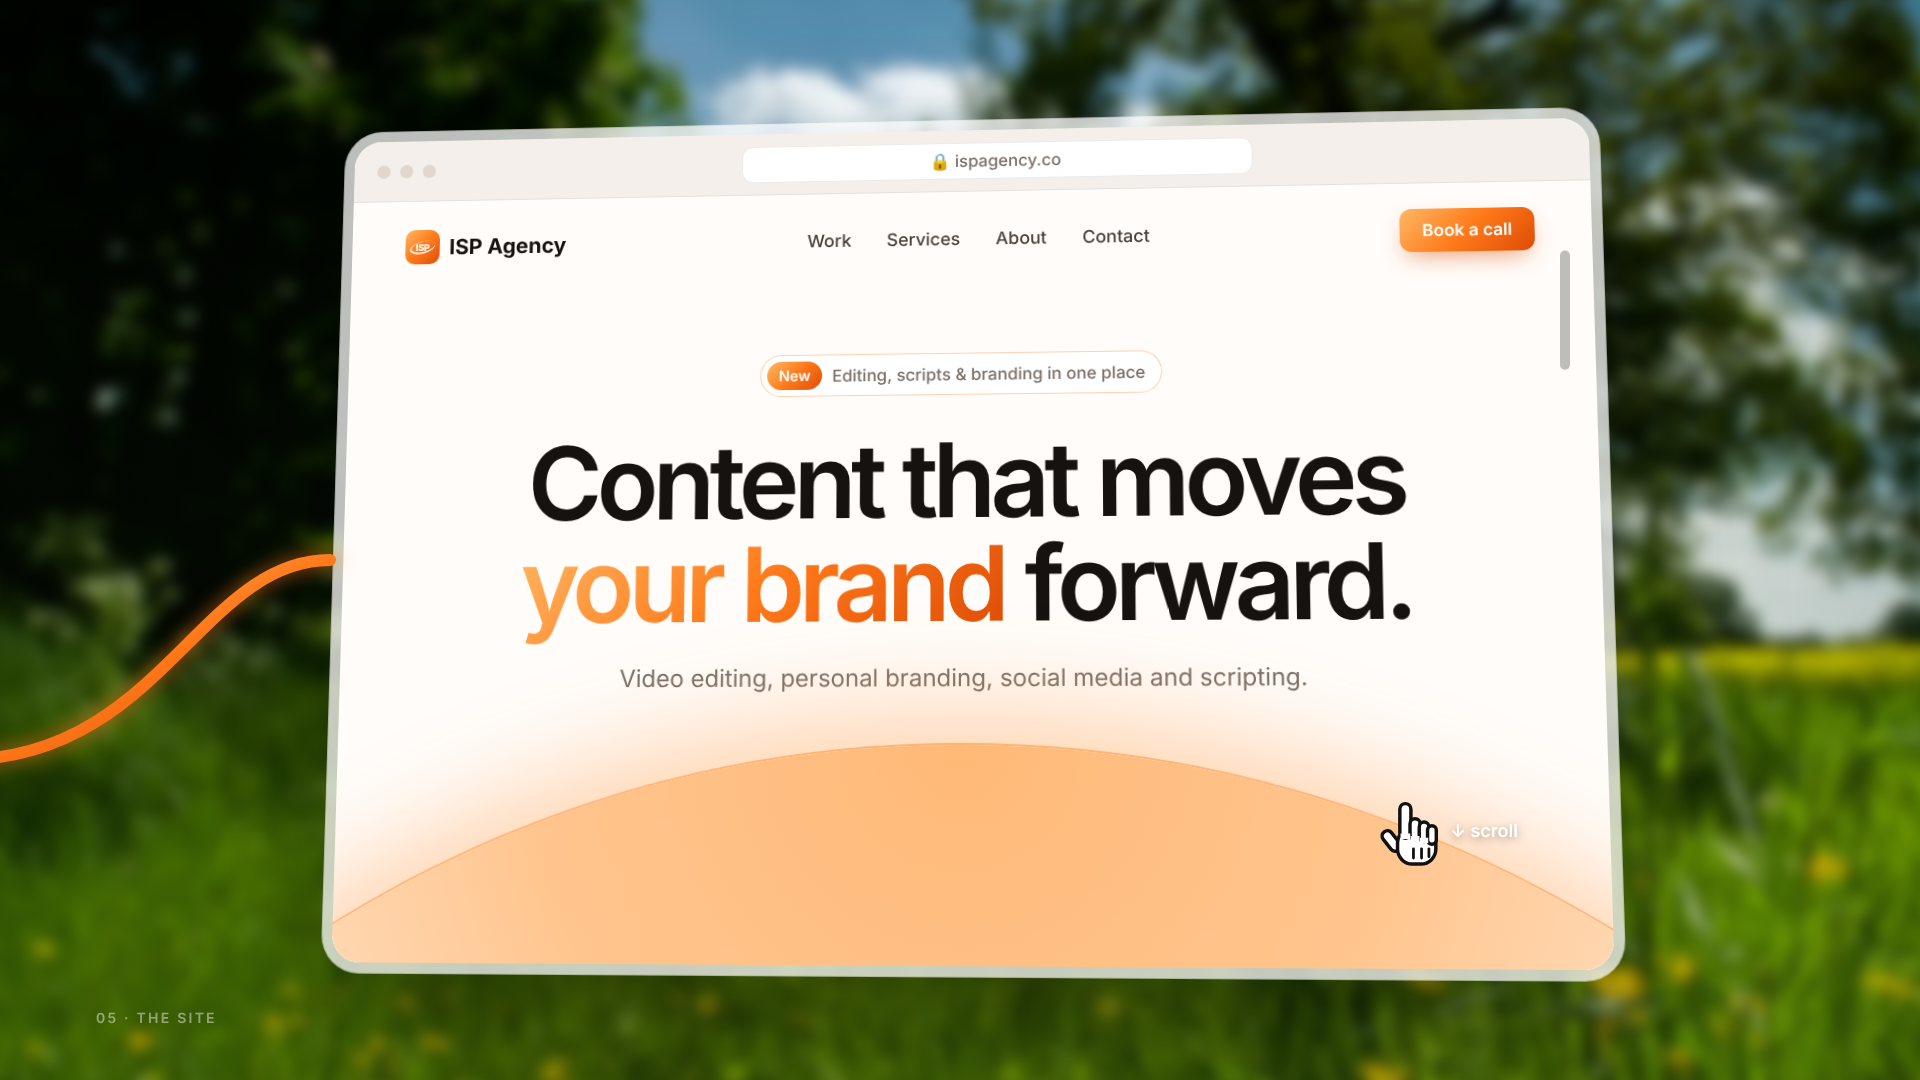 🔒 ispagency.co
ISP
ISP Agency
Work
Services
About
Contact
Book a call
New
Editing, scripts & branding in one place
Content that moves
your brand forward.
Video editing, personal branding, social media and scripting.
↓ scroll
05 · THE SITE